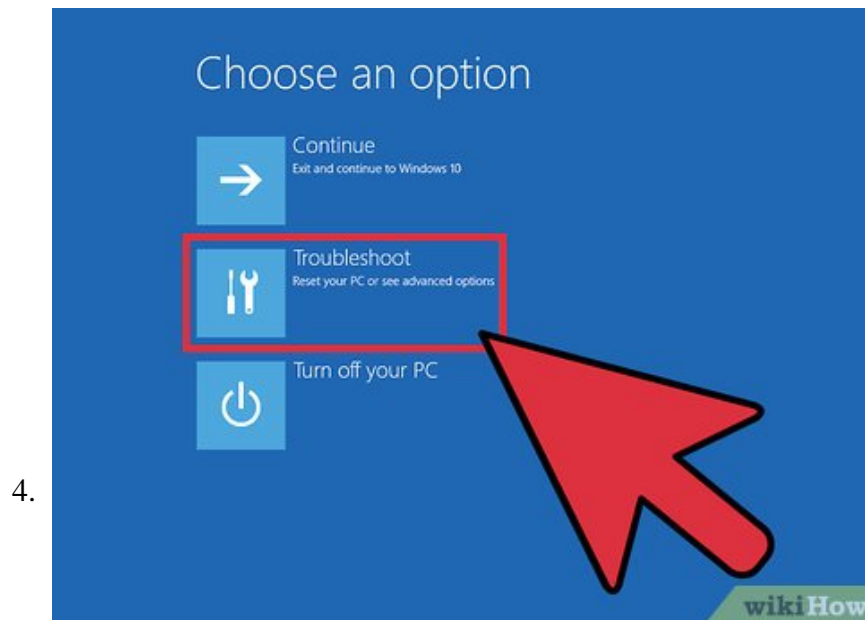 Choose an option
Continue
Exit and continue to Windows 10
Troubleshoot
Reset your PC or see advanced options
Turn off your PC
4.
wikiHow